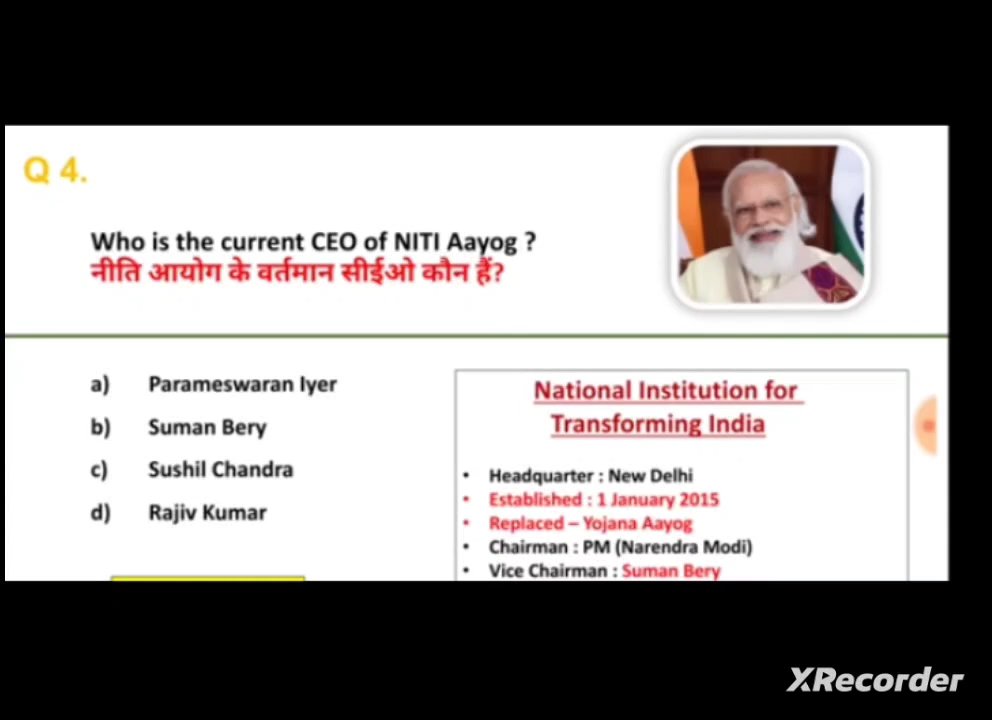 Q 4.
Who is the current CEO of NITI Aayog ?
नीति आयोग के वर्तमान सीईओ कौन हैं?
a) Parameswaran Iyer
b) Suman Bery
c) Sushil Chandra
d) Rajiv Kumar
National Institution for
Transforming India
• Headquarter : New Delhi
• Established : 1 January 2015
• Replaced – Yojana Aayog
• Chairman : PM (Narendra Modi)
• Vice Chairman : Suman Bery
XRecorder